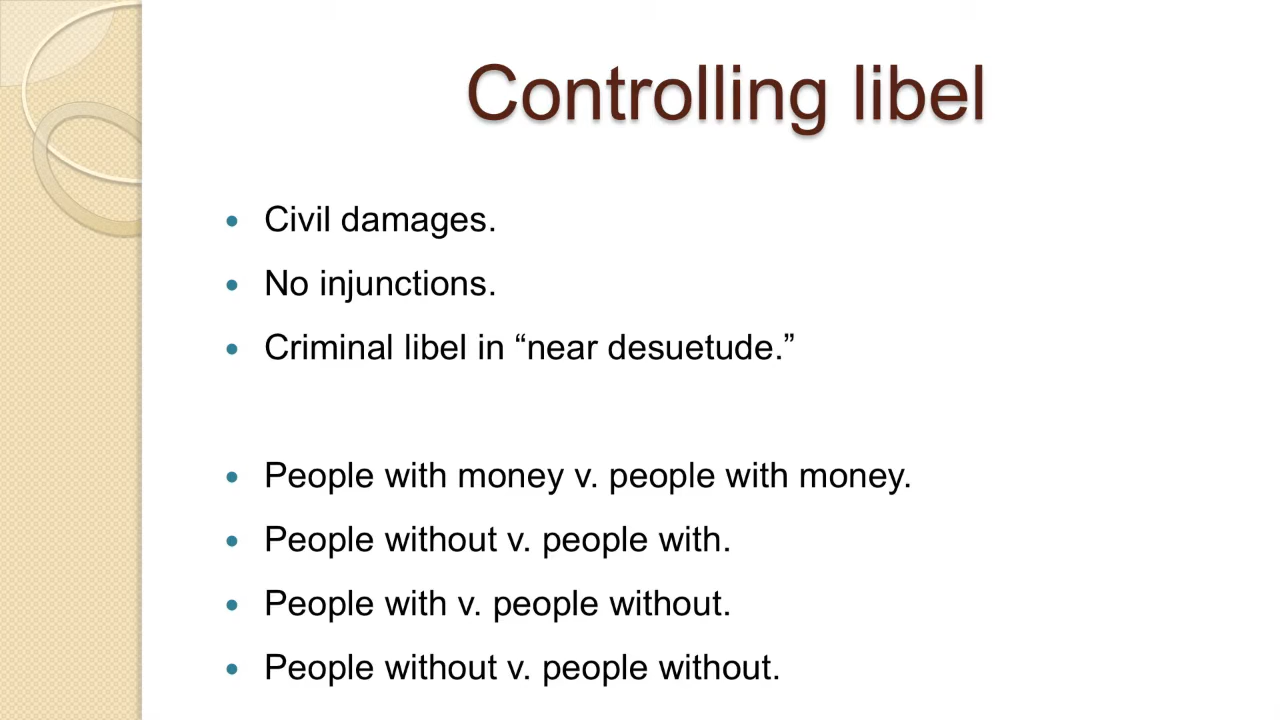 Controlling libel
• Civil damages.
• No injunctions.
• Criminal libel in “near desuetude.”
• People with money v. people with money.
• People without v. people with.
• People with v. people without.
• People without v. people without.